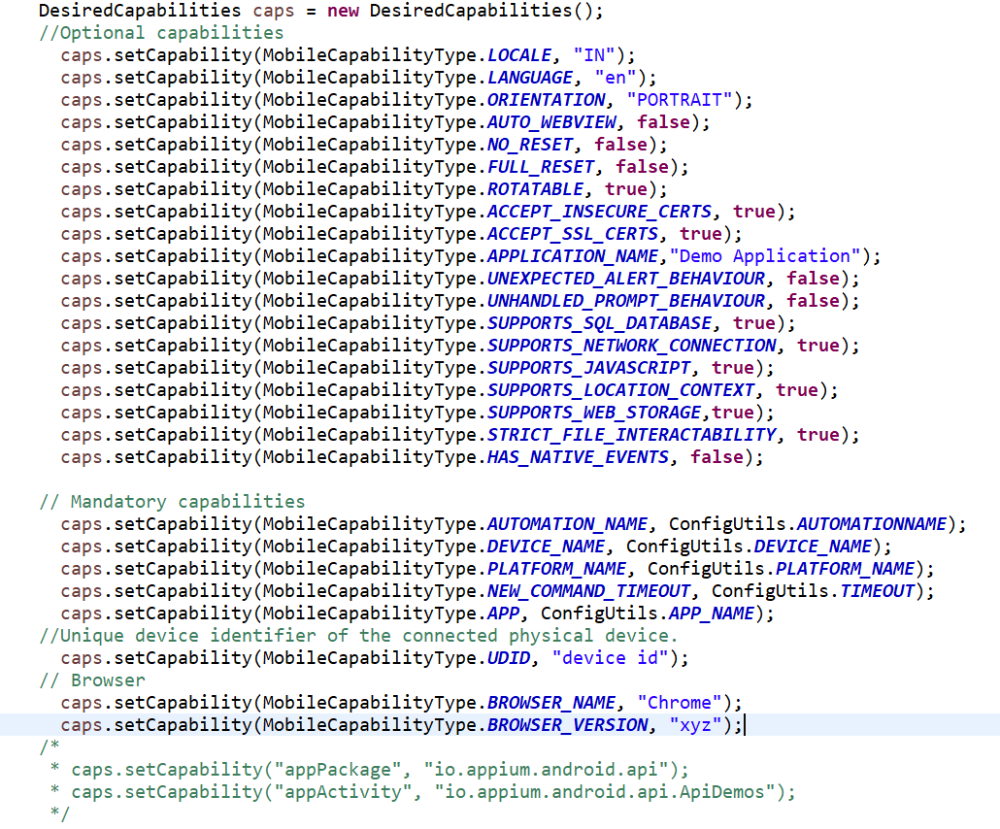 DesiredCapabilities caps = new DesiredCapabilities();
//Optional capabilities
caps.setCapability(MobileCapabilityType.LOCALE, "IN");
caps.setCapability(MobileCapabilityType.LANGUAGE, "en");
caps.setCapability(MobileCapabilityType.ORIENTATION, "PORTRAIT");
caps.setCapability(MobileCapabilityType.AUTO_WEBVIEW, false);
caps.setCapability(MobileCapabilityType.NO_RESET, false);
caps.setCapability(MobileCapabilityType.FULL_RESET, false);
caps.setCapability(MobileCapabilityType.ROTATABLE, true);
caps.setCapability(MobileCapabilityType.ACCEPT_INSECURE_CERTS, true);
caps.setCapability(MobileCapabilityType.ACCEPT_SSL_CERTS, true);
caps.setCapability(MobileCapabilityType.APPLICATION_NAME,"Demo Application");
caps.setCapability(MobileCapabilityType.UNEXPECTED_ALERT_BEHAVIOUR, false);
caps.setCapability(MobileCapabilityType.UNHANDLED_PROMPT_BEHAVIOUR, false);
caps.setCapability(MobileCapabilityType.SUPPORTS_SQL_DATABASE, true);
caps.setCapability(MobileCapabilityType.SUPPORTS_NETWORK_CONNECTION, true);
caps.setCapability(MobileCapabilityType.SUPPORTS_JAVASCRIPT, true);
caps.setCapability(MobileCapabilityType.SUPPORTS_LOCATION_CONTEXT, true);
caps.setCapability(MobileCapabilityType.SUPPORTS_WEB_STORAGE,true);
caps.setCapability(MobileCapabilityType.STRICT_FILE_INTERACTABILITY, true);
caps.setCapability(MobileCapabilityType.HAS_NATIVE_EVENTS, false);
// Mandatory capabilities
caps.setCapability(MobileCapabilityType.AUTOMATION_NAME, ConfigUtils.AUTOMATIONNAME);
caps.setCapability(MobileCapabilityType.DEVICE_NAME, ConfigUtils.DEVICE_NAME);
caps.setCapability(MobileCapabilityType.PLATFORM_NAME, ConfigUtils.PLATFORM_NAME);
caps.setCapability(MobileCapabilityType.NEW_COMMAND_TIMEOUT, ConfigUtils.TIMEOUT);
caps.setCapability(MobileCapabilityType.APP, ConfigUtils.APP_NAME);
//Unique device identifier of the connected physical device.
caps.setCapability(MobileCapabilityType.UDID, "device id");
// Browser
caps.setCapability(MobileCapabilityType.BROWSER_NAME, "Chrome");
caps.setCapability(MobileCapabilityType.BROWSER_VERSION, "xyz");
/*
* caps.setCapability("appPackage", "io.appium.android.api");
* caps.setCapability("appActivity", "io.appium.android.api.ApiDemos");
*/